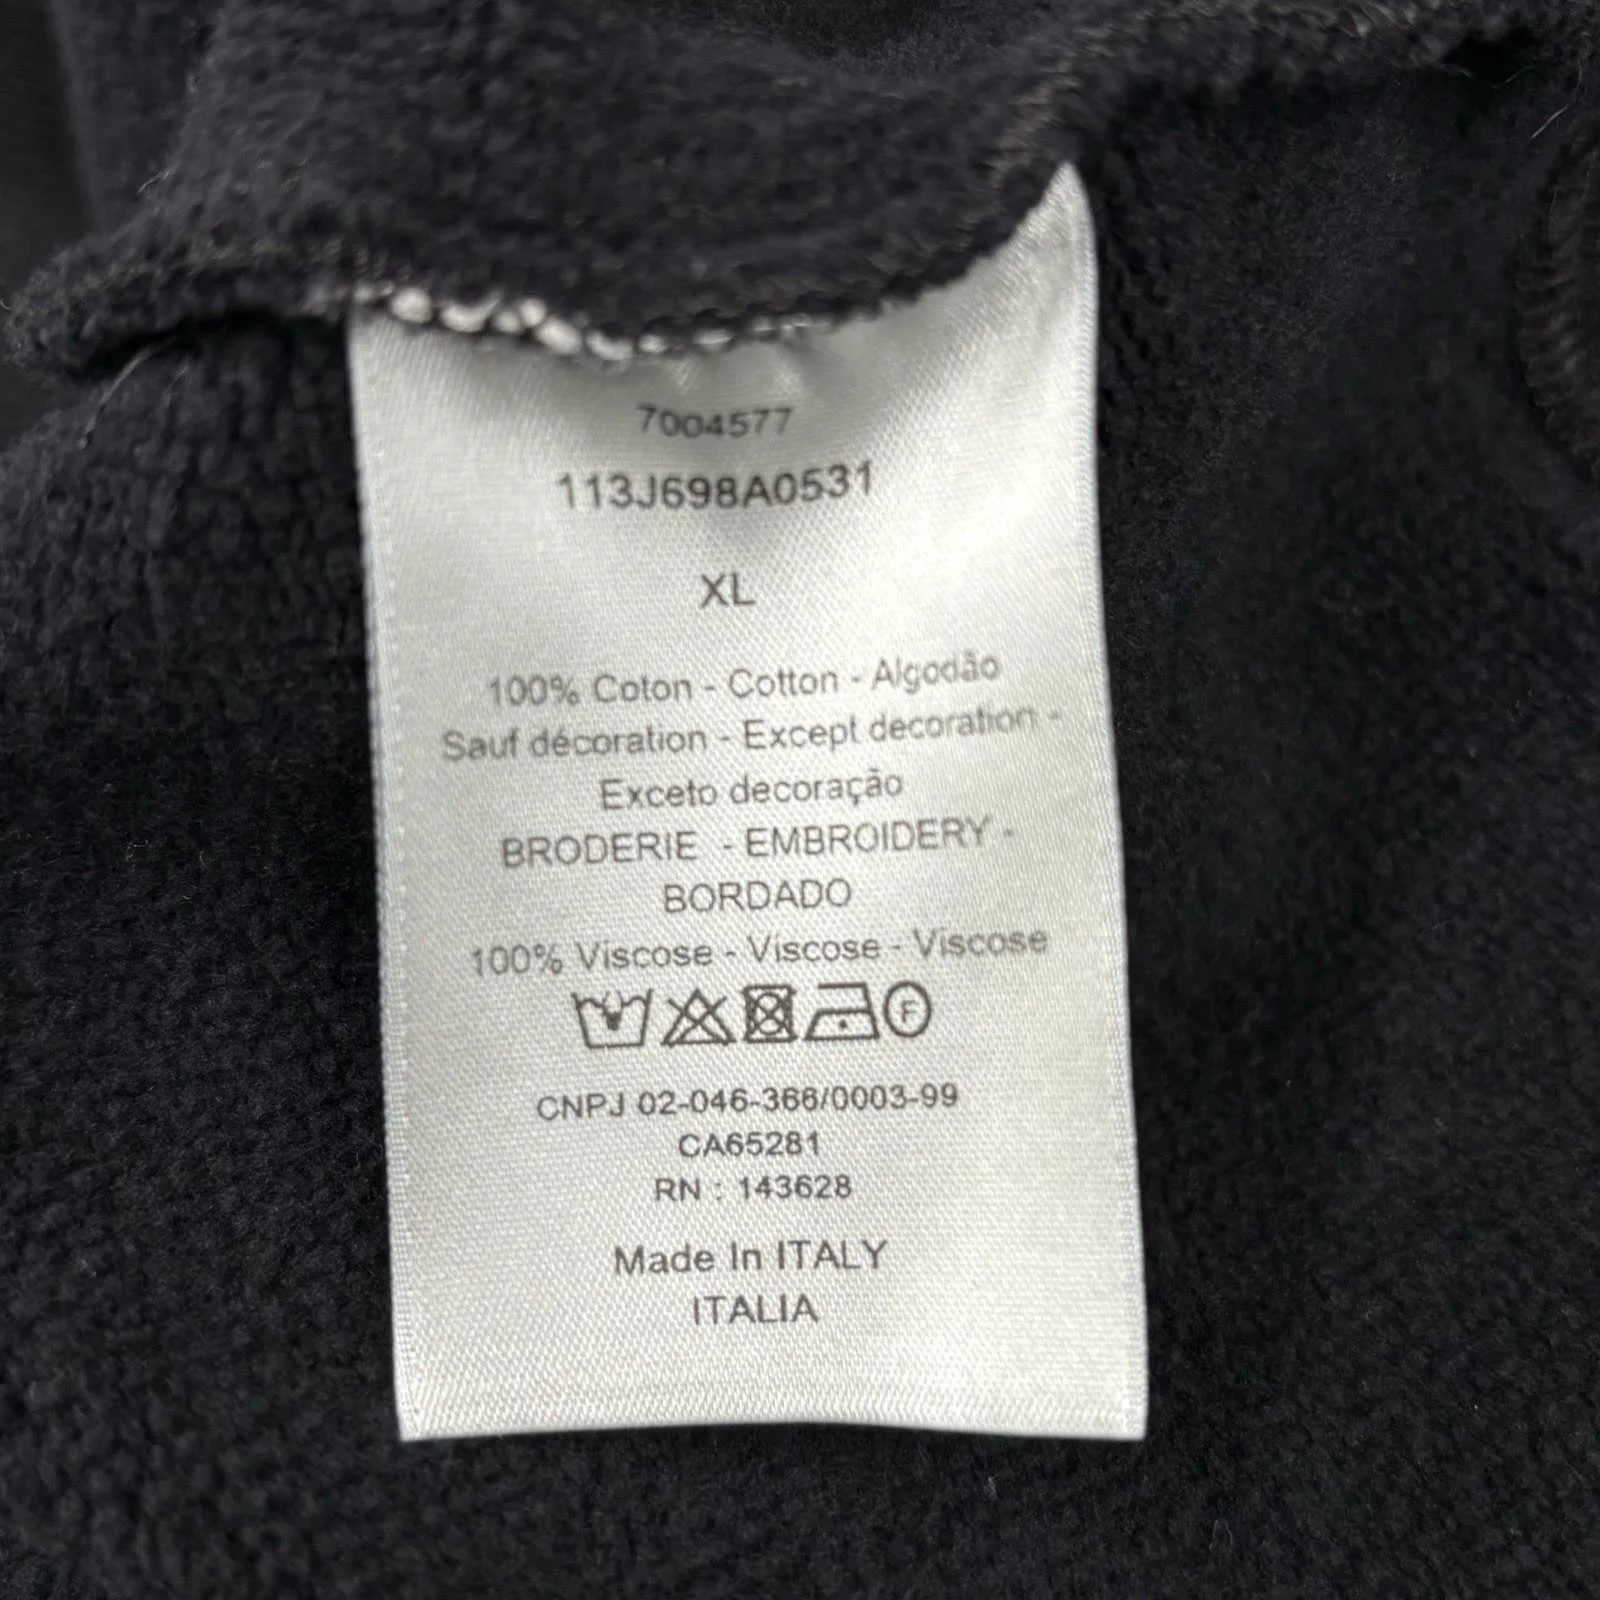 7004577
113J698A0531
XL
100% Coton - Cotton - Algodão
Sauf décoration - Except decoration -
Exceto decoração
BRODERIE - EMBROIDERY -
BORDADO
100% Viscose - Viscose - Viscose
F
CNPJ 02-046-366/0003-99
CA65281
RN : 143628
Made In ITALY
ITALIA